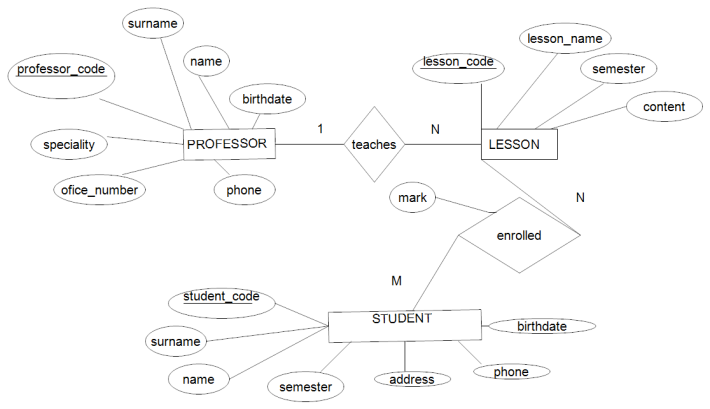 surname
lesson_name
lesson_code
name
professor_code
semester
birthdate
content
1
N
speciality
PROFESSOR
teaches
LESSON
ofice_number
phone
mark
N
enrolled
M
student_code
STUDENT
birthdate
surname
phone
name
address
semester